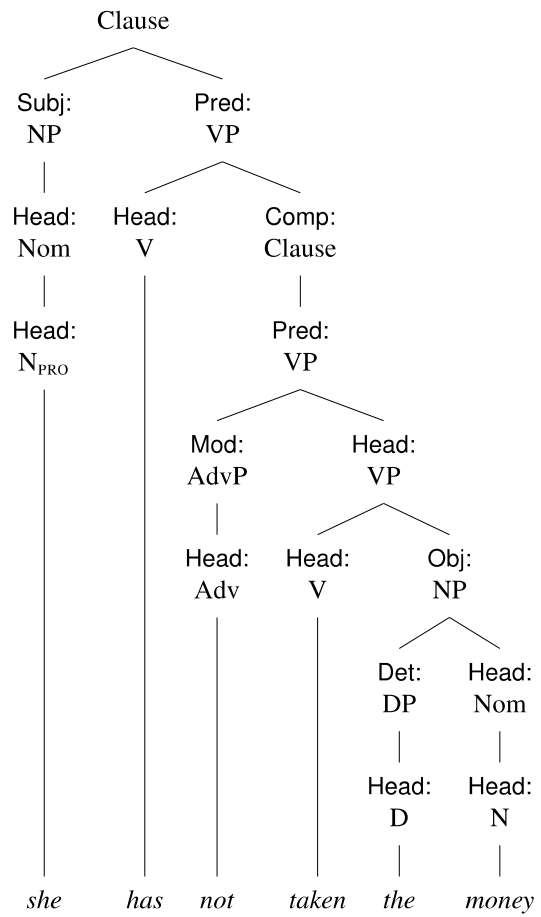 Clause
Subj: Pred:
NP VP
Head: Head: Comp:
Nom V Clause
Head: Pred:
N_PRO VP
Mod: Head:
AdvP VP
Head: Head: Obj:
Adv V NP
Det: Head:
DP Nom
Head: Head:
D N
she has not taken the money